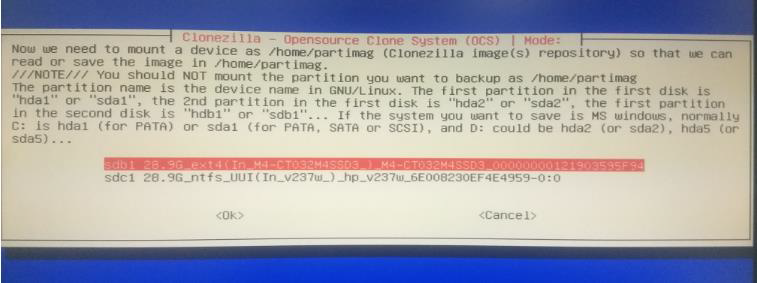 Clonezilla - Opensource Clone System (OCS) | Mode:
Now we need to mount a device as /home/partimag (Clonezilla image(s) repository) so that we can
read or save the image in /home/partimag.
///NOTE/// You should NOT mount the partition you want to backup as /home/partimag
The partition name is the device name in GNU/Linux. The first partition in the first disk is
"hda1" or "sda1", the 2nd partition in the first disk is "hda2" or "sda2", the first partition
in the second disk is "hdb1" or "sdb1"... If the system you want to save is MS windows, normally
C: is hda1 (for PATA) or sda1 (for PATA, SATA or SCSI), and D: could be hda2 (or sda2), hda5 (or
sda5)...
sdb1 28.9G_ext4(In_M4-CT032M4SSD3_)_M4-CT032M4SSD3_00000000121903595F94
sdc1 28.9G_ntfs_UUI(In_v237w_)_hp_v237w_6E008230EF4E4959-0:0
<Ok> <Cancel>